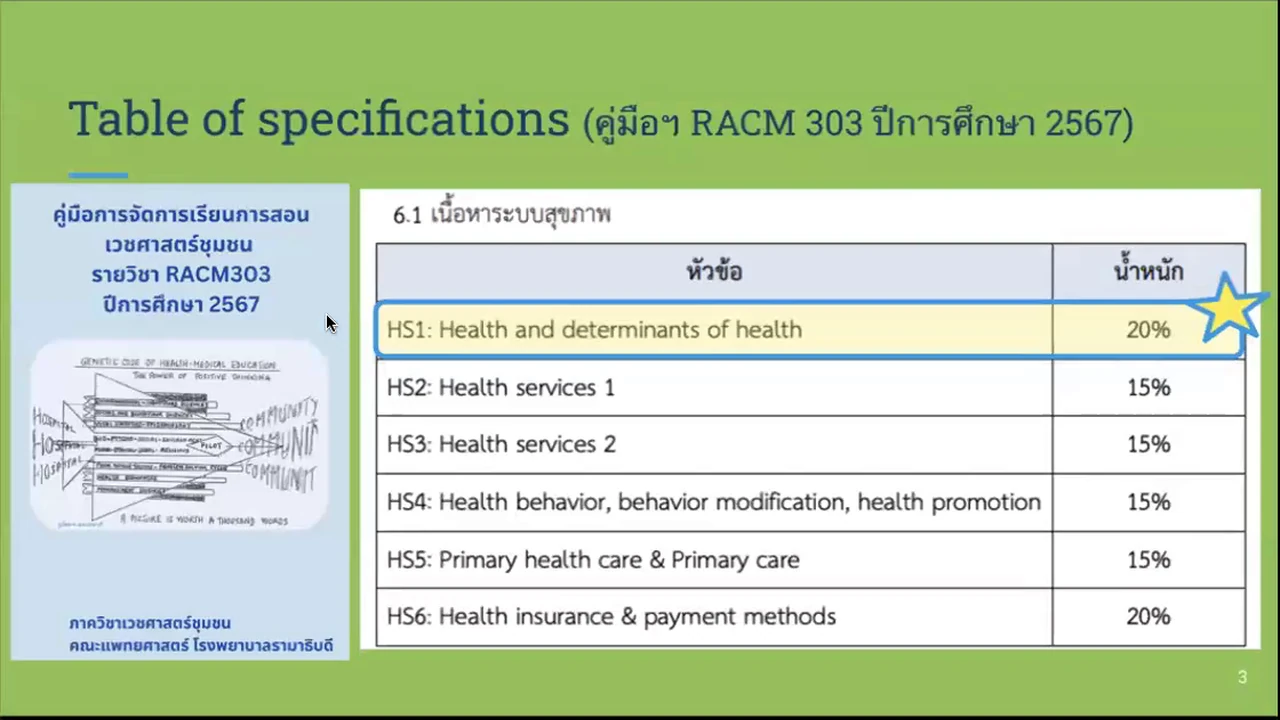 Table of specifications (คู่มือฯ RACM 303 ปีการศึกษา 2567)
คู่มือการจัดการเรียนการสอน
เวชศาสตร์ชุมชน
รายวิชา RACM303
ปีการศึกษา 2567
GENETIC CODE OF HEALTH-MEDICAL EDUCATION
THE POWER OF POSITIVE THINKING
HOSPITAL
HOSPITAL
HOSPITAL
PILOT
COMMUNITY
COMMUNIT
COMMUNIT
A PICTURE IS WORTH A THOUSAND WORDS
ภาควิชาเวชศาสตร์ชุมชน
คณะแพทยศาสตร์ โรงพยาบาลรามาธิบดี
6.1 เนื้อหาระบบสุขภาพ
หัวข้อ น้ำหนัก
HS1: Health and determinants of health 20%
HS2: Health services 1 15%
HS3: Health services 2 15%
HS4: Health behavior, behavior modification, health promotion 15%
HS5: Primary health care & Primary care 15%
HS6: Health insurance & payment methods 20%
3